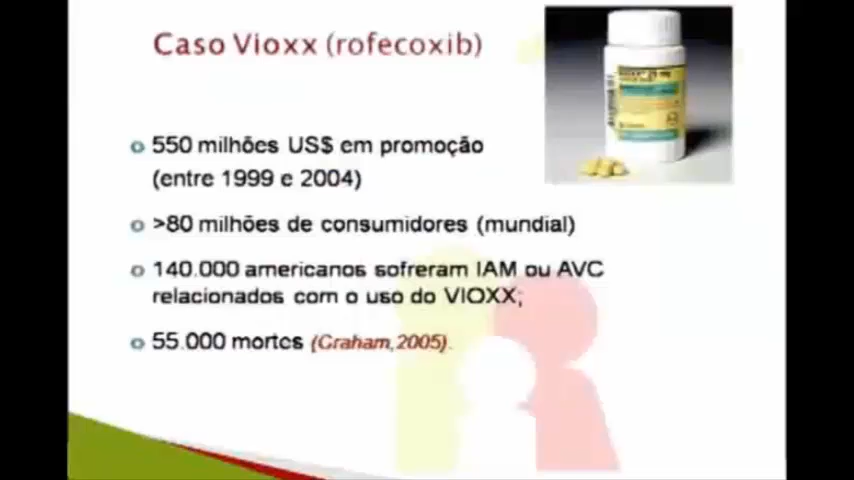 Caso Vioxx (rofecoxib)
550 milhões US$ em promoção
(entre 1999 e 2004)
>80 milhões de consumidores (mundial)
140.000 americanos sofreram IAM ou AVC
relacionados com o uso do VIOXX;
55.000 mortes (Graham,2005).